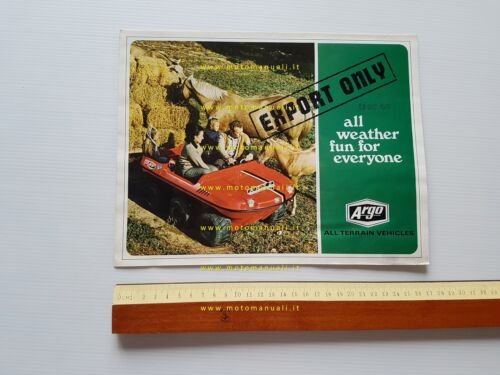 www.motomanuali.it
EXPORT ONLY
all
weather
fun for
everyone
www.motomanuali.it
Argo
ALL TERRAIN VEHICLES
www.motomanuali.it
www.motomanuali.it
www.motomanuali.it